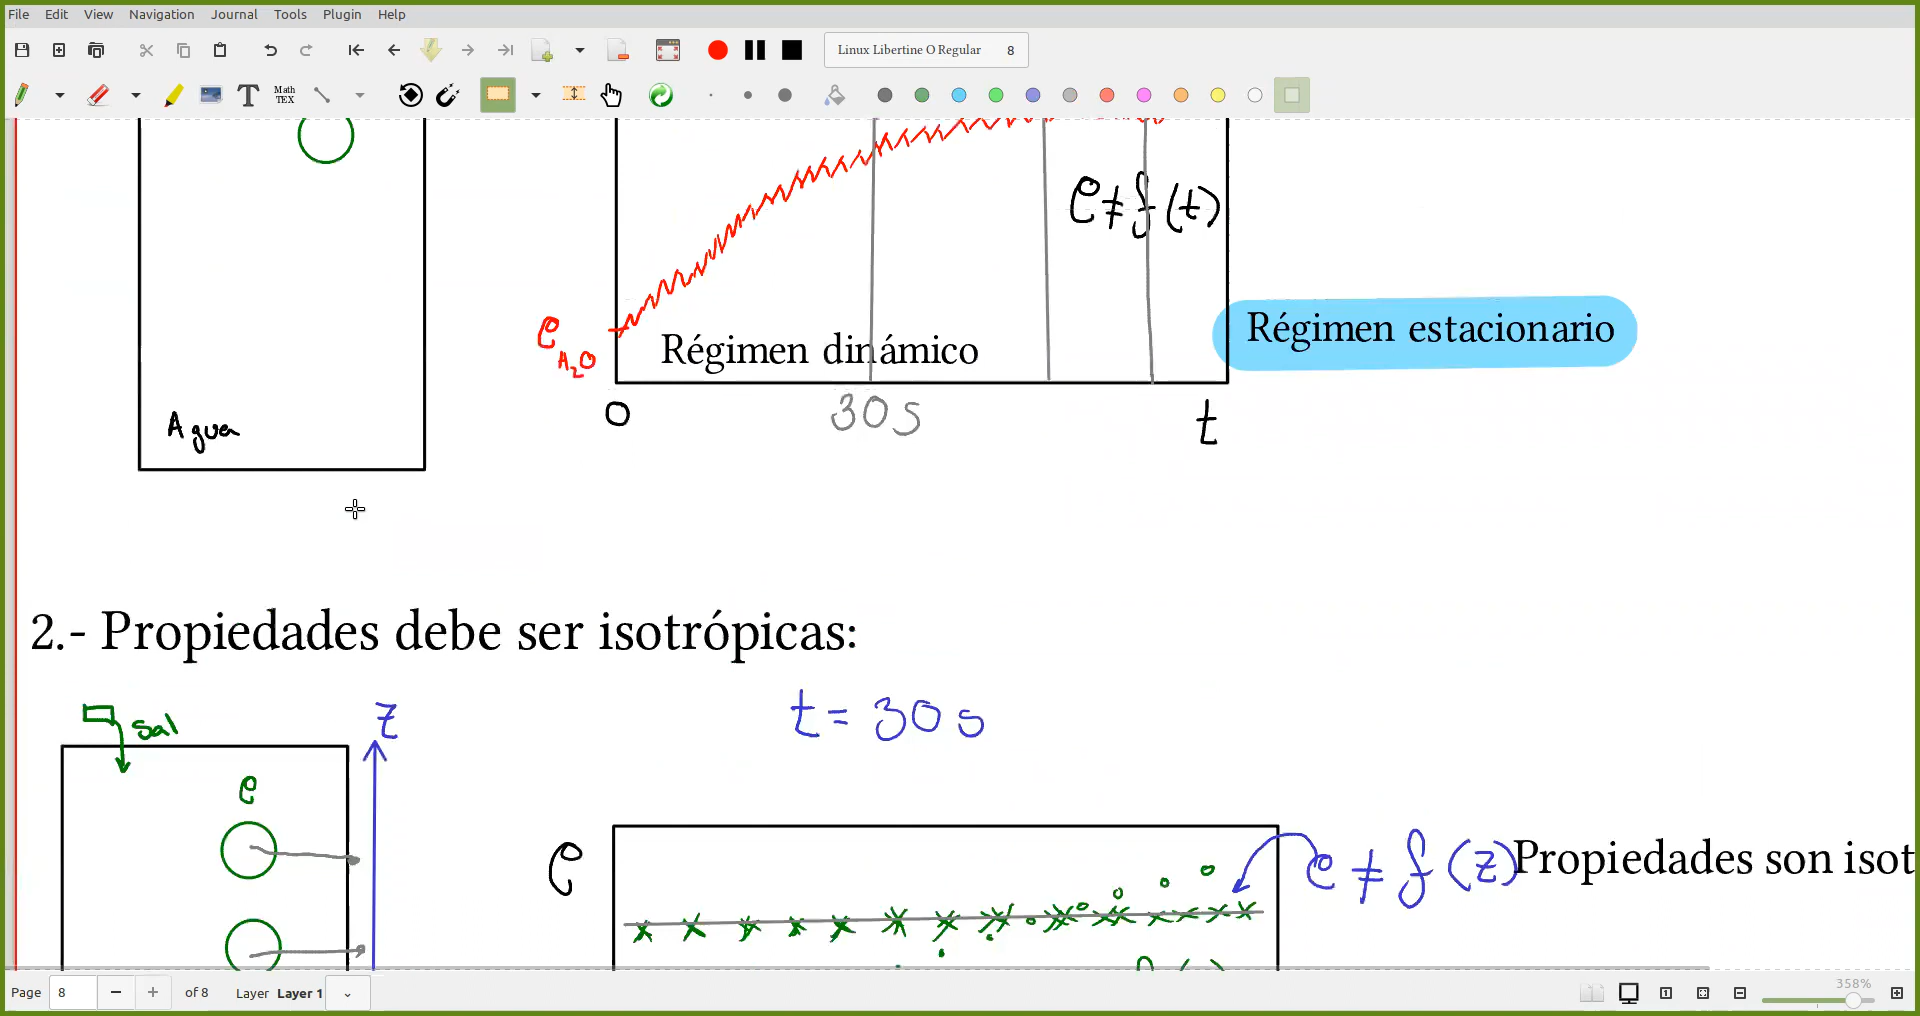 File Edit View Navigation Journal Tools Plugin Help
Linux Libertine O Regular 8
T Math TEX
ρ≠f(t)
ρ H₂O
Régimen dinámico
Régimen estacionario
0 30 s t
Agua
2.- Propiedades debe ser isotrópicas:
t = 30 s
sal
z
ρ
ρ
ρ ≠ f (z)
Propiedades son isot
Page 8 of 8 Layer Layer 1
358%